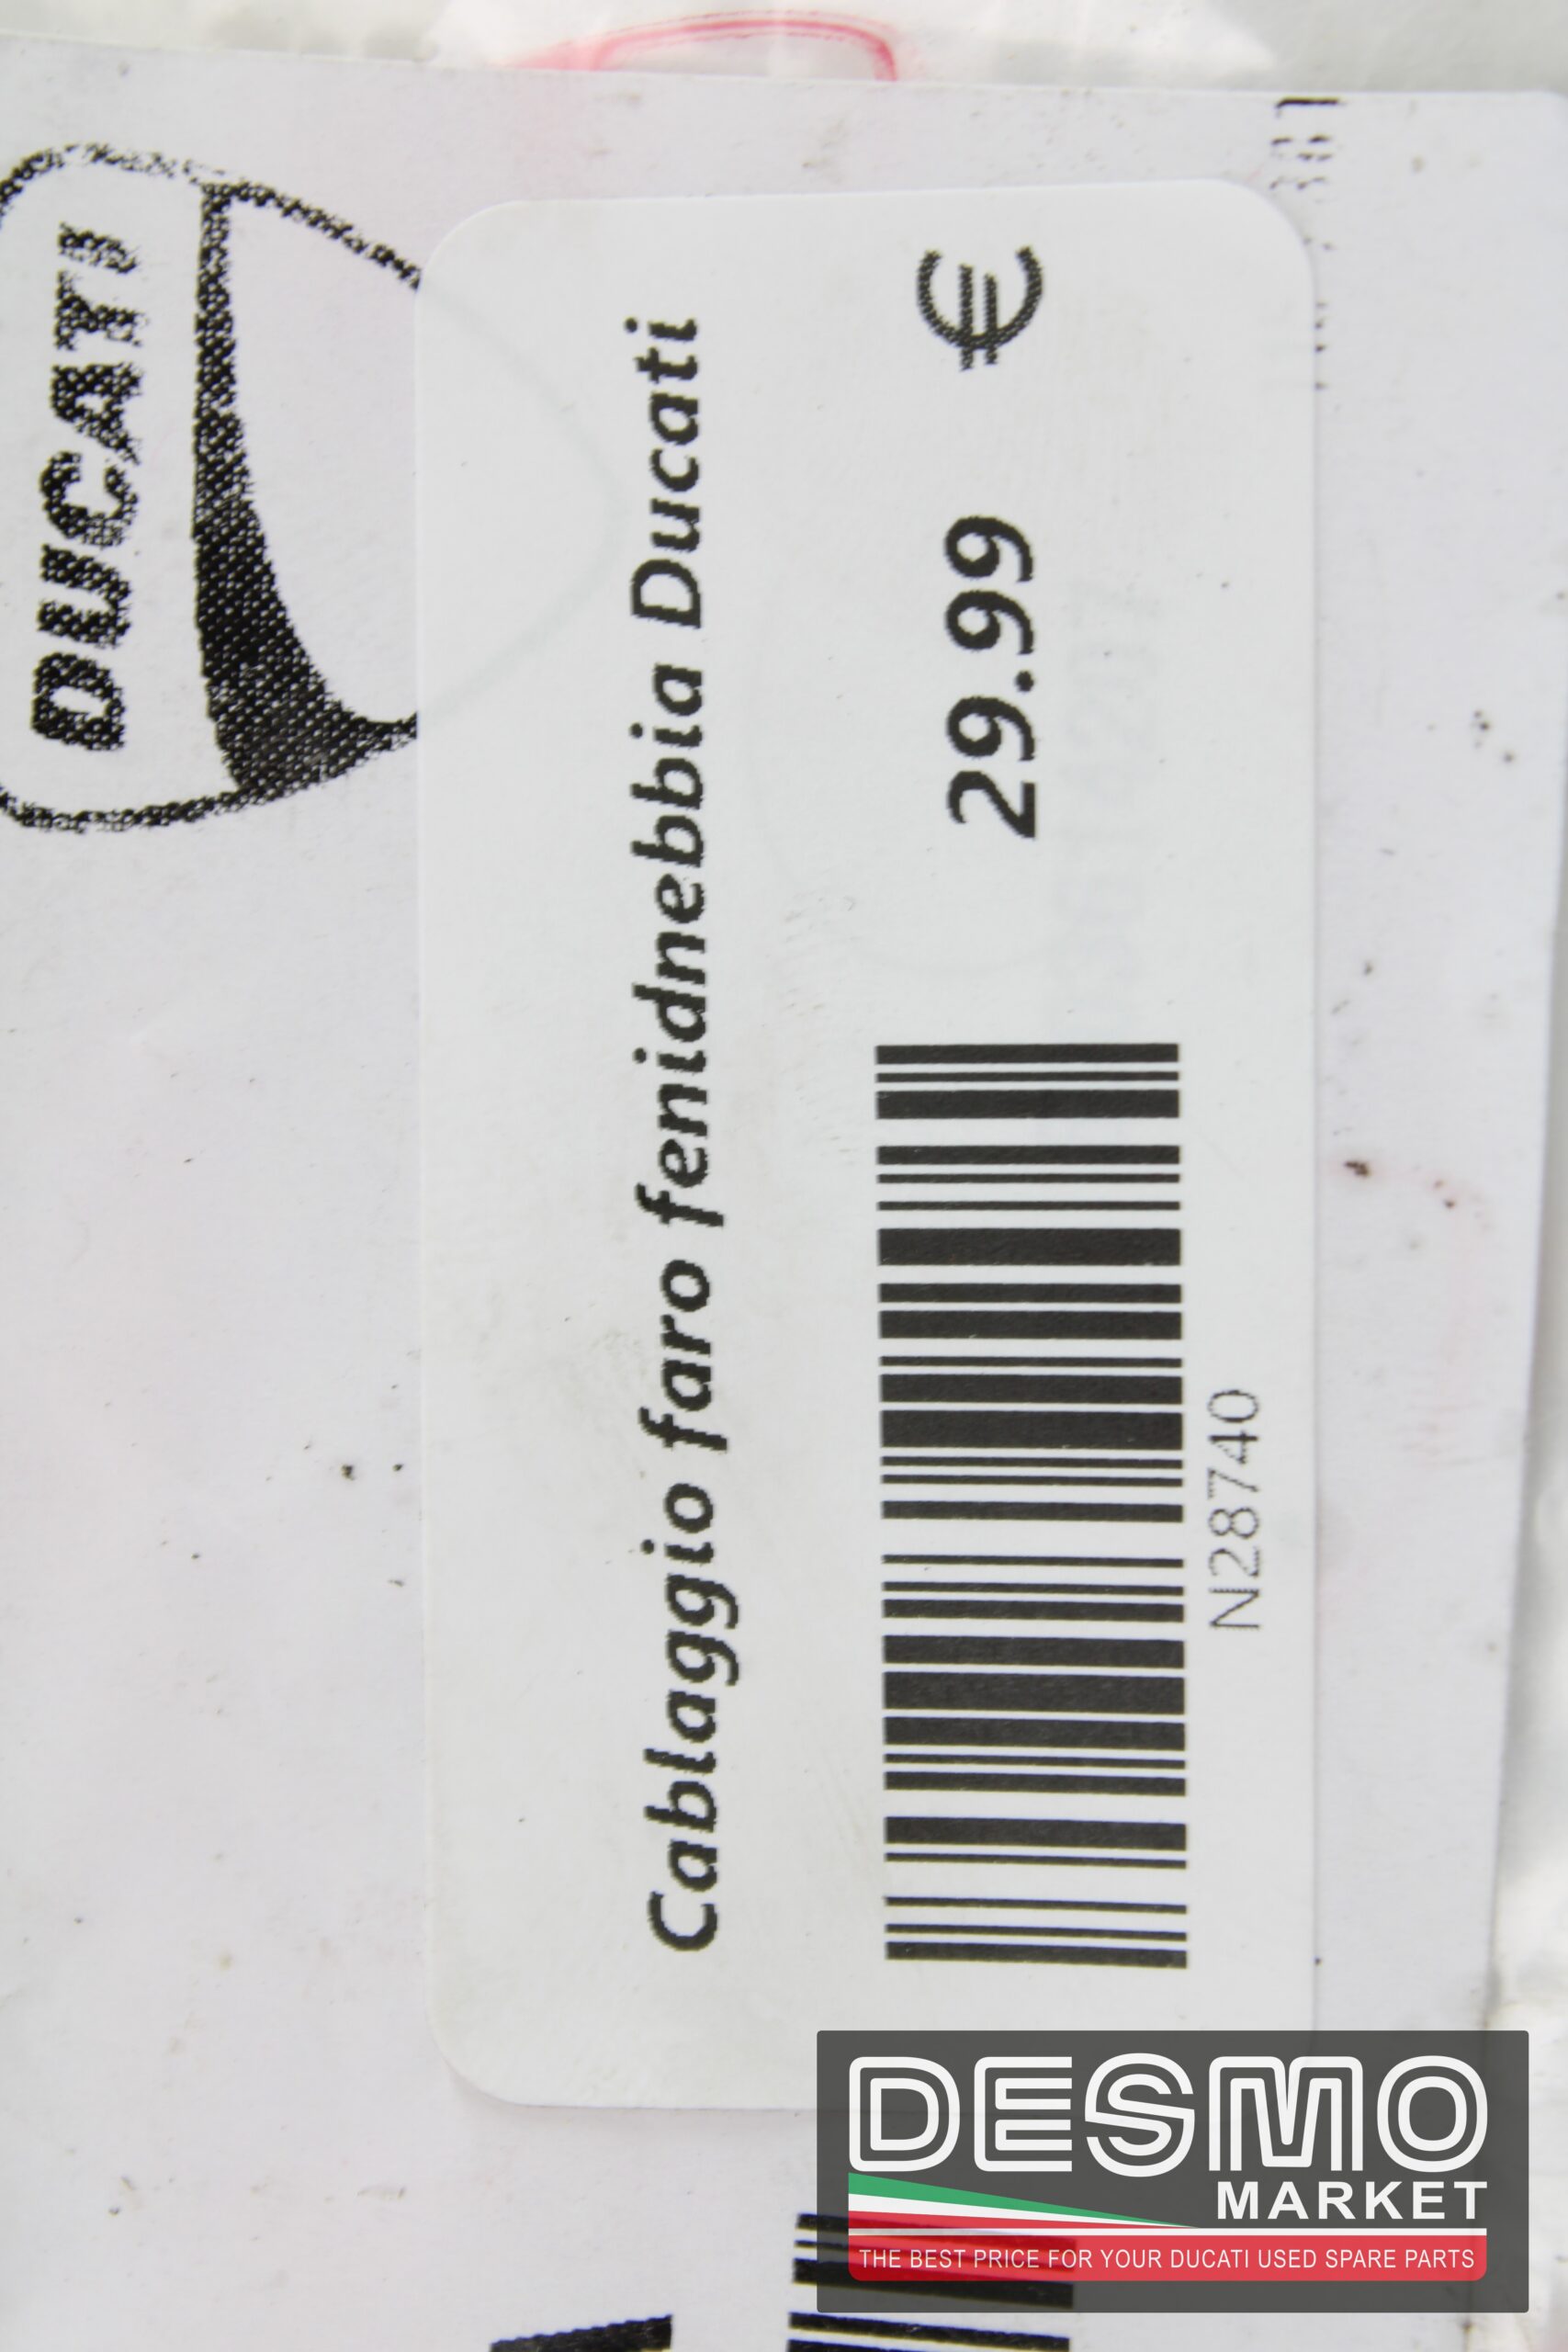 DUCATI
Cablaggio faro fenidnebbia Ducati
29.99 €
N28740
DESMO
MARKET
THE BEST PRICE FOR YOUR DUCATI USED SPARE PARTS